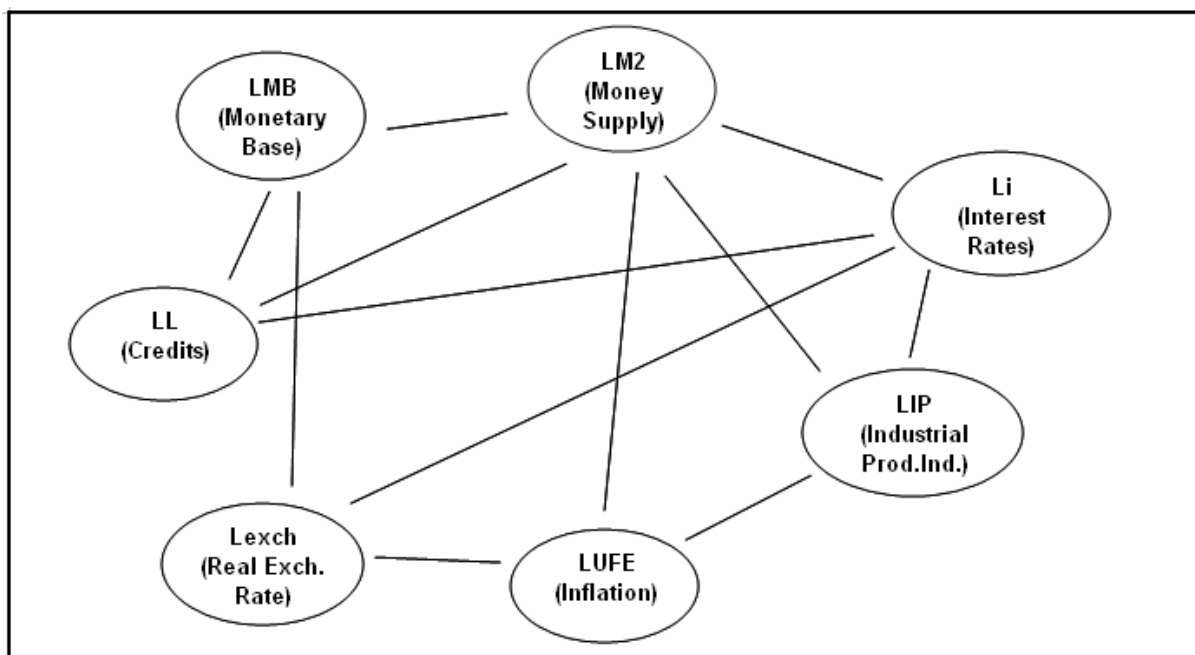 LMB
(Monetary
Base)
LM2
(Money
Supply)
Li
(Interest
Rates)
LL
(Credits)
LIP
(Industrial
Prod.Ind.)
Lexch
(Real Exch.
Rate)
LUFE
(Inflation)